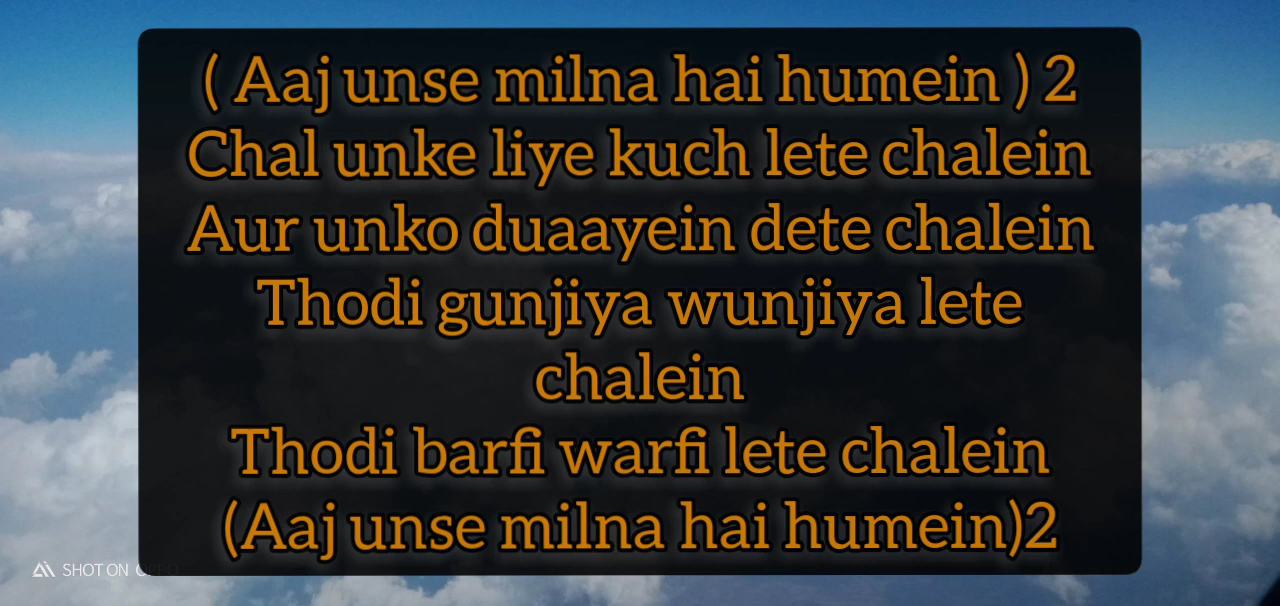 ( Aaj unse milna hai humein ) 2
Chal unke liye kuch lete chalein
Aur unko duaayein dete chalein
Thodi gunjiya wunjiya lete
chalein
Thodi barfi warfi lete chalein
(Aaj unse milna hai humein)2
SHOT ON OPPO